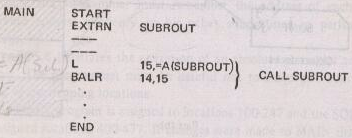 MAIN START
EXTRN SUBROUT
---
---
L 15,=A(SUBROUT)
BALR 14,15 } CALL SUBROUT
.
.
END